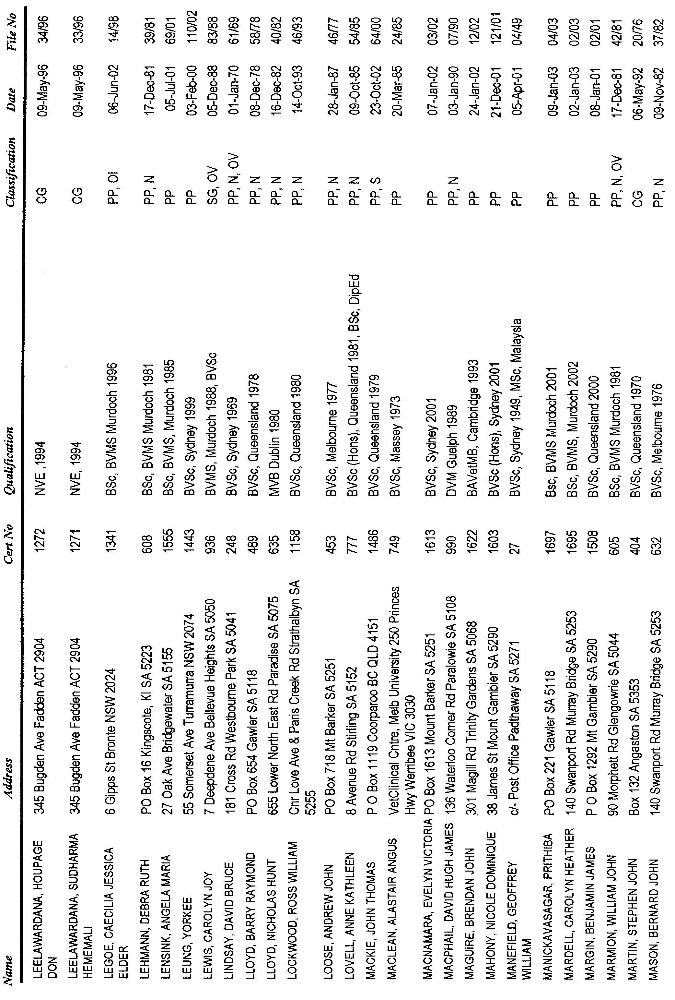 Name Address Cert No Qualification Classification Date File No
LEELAWARDANA, HOUPAGE 345 Bugden Ave Fadden ACT 2904 1272 NVE ,1994 CG 09-May-96 34/96
DON
LEELAWARDANA, SUDHARMA 345 Bugden Ave Fadden ACT 2904 1271 NVE, 1994 CG 09-May-96 33/96
HEMEMALI
LEGOE, CAECILIA JESSICA 6 Gipps St Bronte NSW 2024 1341 BSc, BVMS Murdoch 1996 PP, OI 06-Jun-02 14/98
ELDER
LEHMANN, DEBRA RUTH PO Box 16 Kingscote, KI SA 5223 608 BSc, BVMS Murdoch 1981 PP, N 17-Dec-81 39/81
LENSINK, ANGELA MARIA 27 Oak Ave Bridgewater SA 5155 1555 BSc, BVMS, Murdoch 1985 PP 05-Jul-01 69/01
LEUNG, YORKEE 55 Somerset Ave Turramurra NSW 2074 1443 BVSc, Sydney 1999 PP 03-Feb-00 110/02
LEWIS, CAROLYN JOY 7 Deepdene Ave Bellevue Heights SA 5050 936 BVMS, Murdoch 1988, BVSc SG, OV 05-Dec-88 83/88
LINDSAY, DAVID BRUCE 181 Cross Rd Westbourne Park SA 5041 248 BVSc, Sydney 1969 PP, N, OV 01-Jan-70 61/69
LLOYD, BARRY RAYMOND PO Box 654 Gawler SA 5118 489 BVSc, Queensland 1978 PP, N 08-Dec-78 58/78
LLOYD, NICHOLAS HUNT 655 Lower North East Rd Paradise SA 5075 635 MVB Dublin 1980 PP, N 16-Dec-82 40/82
LOCKWOOD, ROSS WILLIAM Cnr Love Ave & Paris Creek Rd Strathalbyn SA 1158 BVSc, Queensland 1980 PP, N 14-Oct-93 46/93
5255
LOOSE, ANDREW JOHN PO Box 718 Mt Barker SA 5251 453 BVSc, Melbourne 1977 PP, N 28-Jan-87 46/77
LOVELL, ANNE KATHLEEN 8 Avenue Rd Stirling SA 5152 777 BVSc (Hons), Queensland 1981, BSc, DipEd PP, N 09-Oct-85 54/85
MACKIE, JOHN THOMAS P O Box 1119 Coorparoo BC QLD 4151 1486 BVSc, Queensland 1979 PP, S 23-Oct-02 64/00
MACLEAN, ALASTAIR ANGUS VetClinical Cntre, Melb University 250 Princes 749 BVSc, Massey 1973 PP 20-Mar-85 24/85
Hwy Werribee VIC 3030
MACNAMARA, EVELYN VICTORIA PO Box 1613 Mount Barker SA 5251 1613 BVSc, Sydney 2001 PP 07-Jan-02 03/02
MACPHAIL, DAVID HUGH JAMES 136 Waterloo Corner Rd Paralowie SA 5108 990 DVM Guelph 1989 PP, N 03-Jan-90 07/90
MAGUIRE, BRENDAN JOHN 301 Magill Rd Trinity Gardens SA 5068 1622 BAVetMB, Cambridge 1993 PP 24-Jan-02 12/02
MAHONY, NICOLE DOMINIQUE 38 James St Mount Gambier SA 5290 1603 BVSc (Hons), Sydney 2001 PP 21-Dec-01 121/01
MANEFIELD, GEOFFREY c/- Post Office Padthaway SA 5271 27 BVSc, Sydney 1949, MSc, Malaysia PP 05-Apr-01 04/49
WILLIAM
MANICKAVASAGAR, PRITHIBA PO Box 221 Gawler SA 5118 1697 Bsc, BVMS Murdoch 2001 PP 09-Jan-03 04/03
MARDELL, CAROLYN HEATHER 140 Swanport Rd Murray Bridge SA 5253 1695 BSc, BVMS, Murdoch 2002 PP 02-Jan-03 02/03
MARGIN, BENJAMIN JAMES P O Box 1292 Mt Gambier SA 5290 1508 BVSc, Queensland 2000 PP 08-Jan-01 02/01
MARMION, WILLIAM JOHN 90 Morphett Rd Glengowrie SA 5044 605 BSc, BVMS Murdoch 1981 PP, N, OV 17-Dec-81 42/81
MARTIN, STEPHEN JOHN Box 132 Angaston SA 5353 404 BVSc, Queensland 1970 CG 06-May-92 20/76
MASON, BERNARD JOHN 140 Swanport Rd Murray Bridge SA 5253 632 BVSc, Melbourne 1976 PP, N 09-Nov-82 37/82